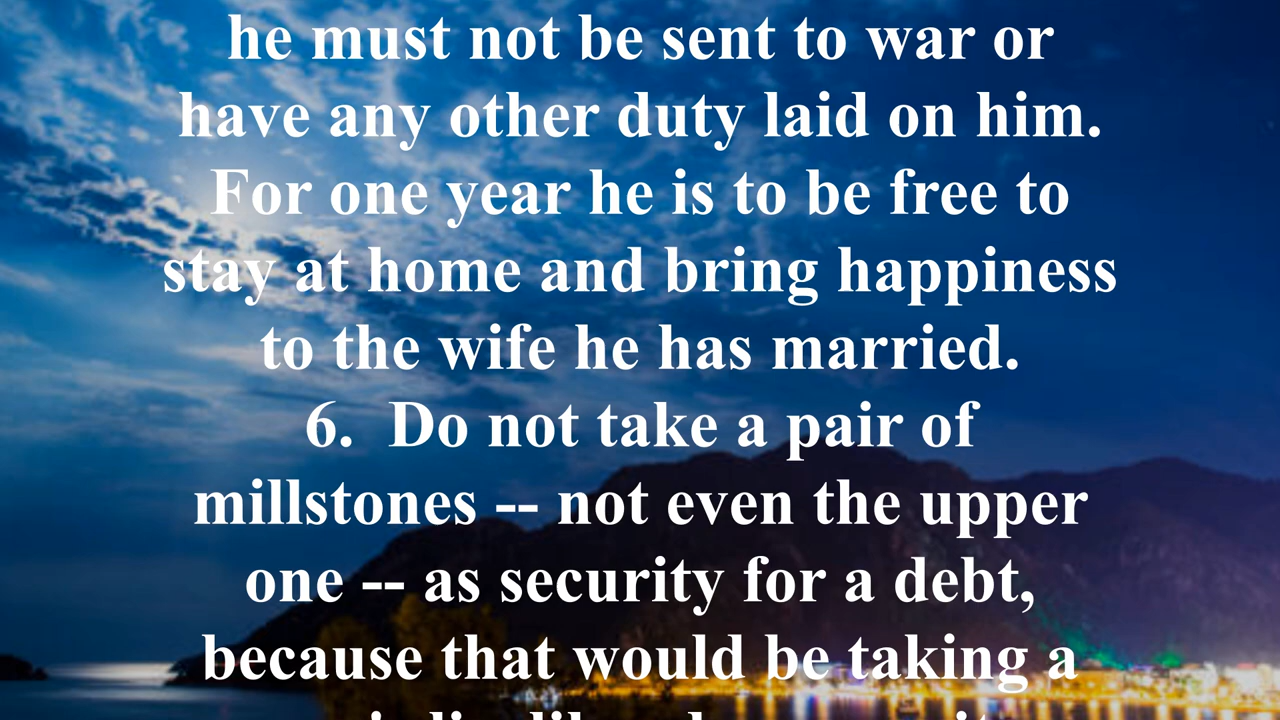 he must not be sent to war or
have any other duty laid on him.
For one year he is to be free to
stay at home and bring happiness
to the wife he has married.
6.  Do not take a pair of
millstones -- not even the upper
one -- as security for a debt,
because that would be taking a